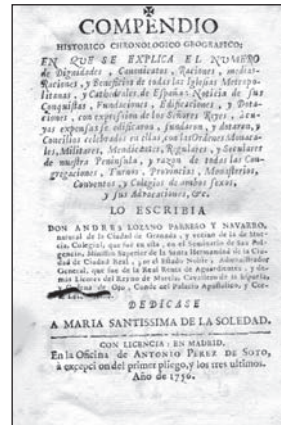 COMPENDIO
HISTORICO CHRONOLOGICO GEOGRAFICO;
EN QUE SE EXPLICA EL NUMERO
de Dignidades, Canonicatos, Raciones, medias-
Raciones, y Beneficios de todas las Iglesias Metropo-
litanas, y Cathedrales de España: Noticia de sus
Conquistas, Fundaciones, Edificaciones, y Dota-
ciones, con expresion de los Señores Reyes, à cu-
yas expensas se edificaron, fundaron, y dotaron, y
Concilios celebrados en ellas, con los Ordenes Monaca-
les, Militares, Mendicantes, Regulares, y Seculares
de nuestra Peninsula, y razon de todas las Con-
gregaciones, Turnos, Provincias, Monasterios,
Conventos, y Colegios de ambos sexos,
y sus Advocaciones, &c.
LO ESCRIBIA
DON ANDRES LOZANO PARREÑO Y NAVARRO,
natural de la Ciudad de Granada, y vecino de la de Mur-
cia, Colegial, que fue en ella, en el Seminario de San Ful-
gencio, Ministro Superior de la Santa Hermandad de la Ciu-
dad de Ciudad Real, por el Estado Noble, Administrador
General, que fue de la Real Renta de Aguardientes, y de-
mas Licores del Reyno de Murcia, Cavallero de la Espuela,
de Oro, Conde del Palacio Apostolico, y
DEDICASE
A MARIA SANTISSIMA DE LA SOLEDAD.
CON LICENCIA: EN MADRID.
En la Oficina de ANTONIO PEREZ DE SOTO,
à excepcion del primer pliego, y los tres ultimos.
Año de 1756.